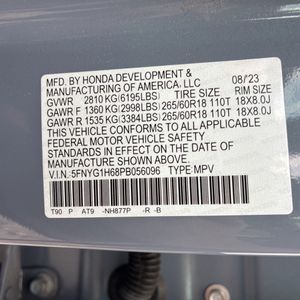 MFD. BY HONDA DEVELOPMENT &
MANUFACTURING OF AMERICA, LLC 08/23
GVWR 2810 KG(6195LBS) TIRE SIZE RIM SIZE
GAWR F 1360 KG(2998LBS) 265/60R18 110T 18X8.0J
GAWR R 1535 KG(3384LBS) 265/60R18 110T 18X8.0J
THIS VEHICLE CONFORMS TO ALL APPLICABLE
FEDERAL MOTOR VEHICLE SAFETY STANDARDS IN
EFFECT ON THE DATE OF MANUFACTURE SHOWN ABOVE.
V.I.N. 5FNYG1H68PB056096 TYPE:MPV
T90 P AT9 -NH877P -R -B